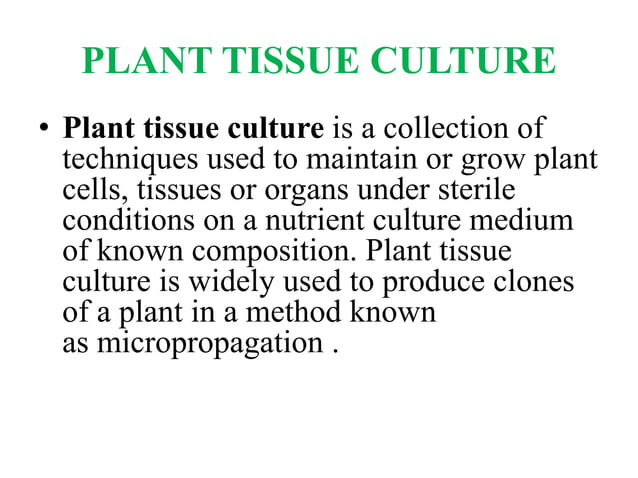 PLANT TISSUE CULTURE
• Plant tissue culture is a collection of
techniques used to maintain or grow plant
cells, tissues or organs under sterile
conditions on a nutrient culture medium
of known composition. Plant tissue
culture is widely used to produce clones
of a plant in a method known
as micropropagation .